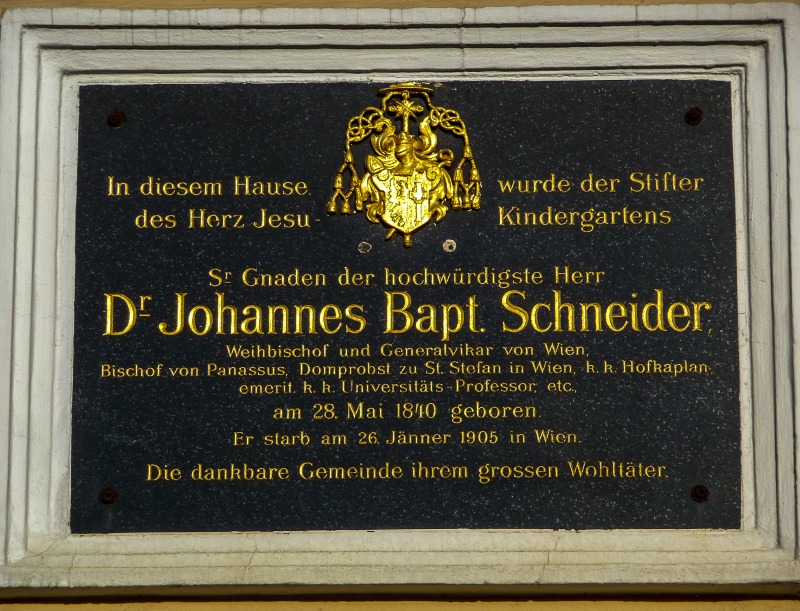 In diesem Hause wurde der Stifter
des Herz Jesu - Kindergartens
Sr Gnaden der hochwürdigste Herr
Dr Johannes Bapt. Schneider,
Weihbischof und Generalvikar von Wien,
Bischof von Panassus, Domprobst zu St. Stefan in Wien, k. k. Hofkaplan,
emerit. k. k. Universitäts-Professor, etc.,
am 28. Mai 1840 geboren.
Er starb am 26. Jänner 1905 in Wien.
Die dankbare Gemeinde ihrem grossen Wohltäter.